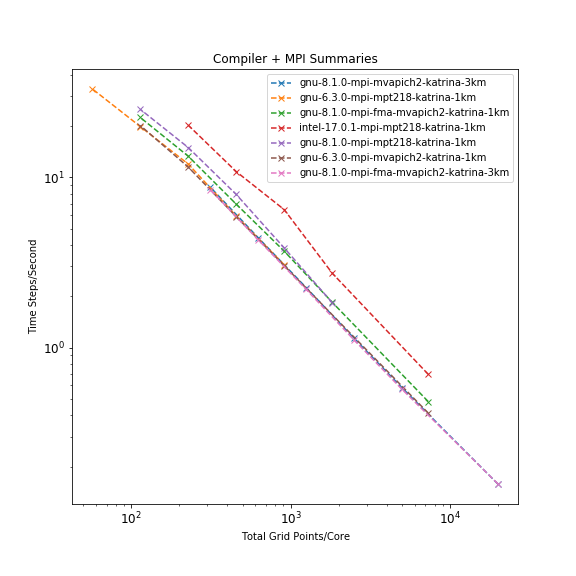 Compiler + MPI Summaries
gnu-8.1.0-mpi-mvapich2-katrina-3km
gnu-6.3.0-mpi-mpt218-katrina-1km
gnu-8.1.0-mpi-fma-mvapich2-katrina-1km
intel-17.0.1-mpi-mpt218-katrina-1km
gnu-8.1.0-mpi-mpt218-katrina-1km
gnu-6.3.0-mpi-mvapich2-katrina-1km
gnu-8.1.0-mpi-fma-mvapich2-katrina-3km
Time Steps/Second
10¹
10⁰
10² 10³ 10⁴
Total Grid Points/Core